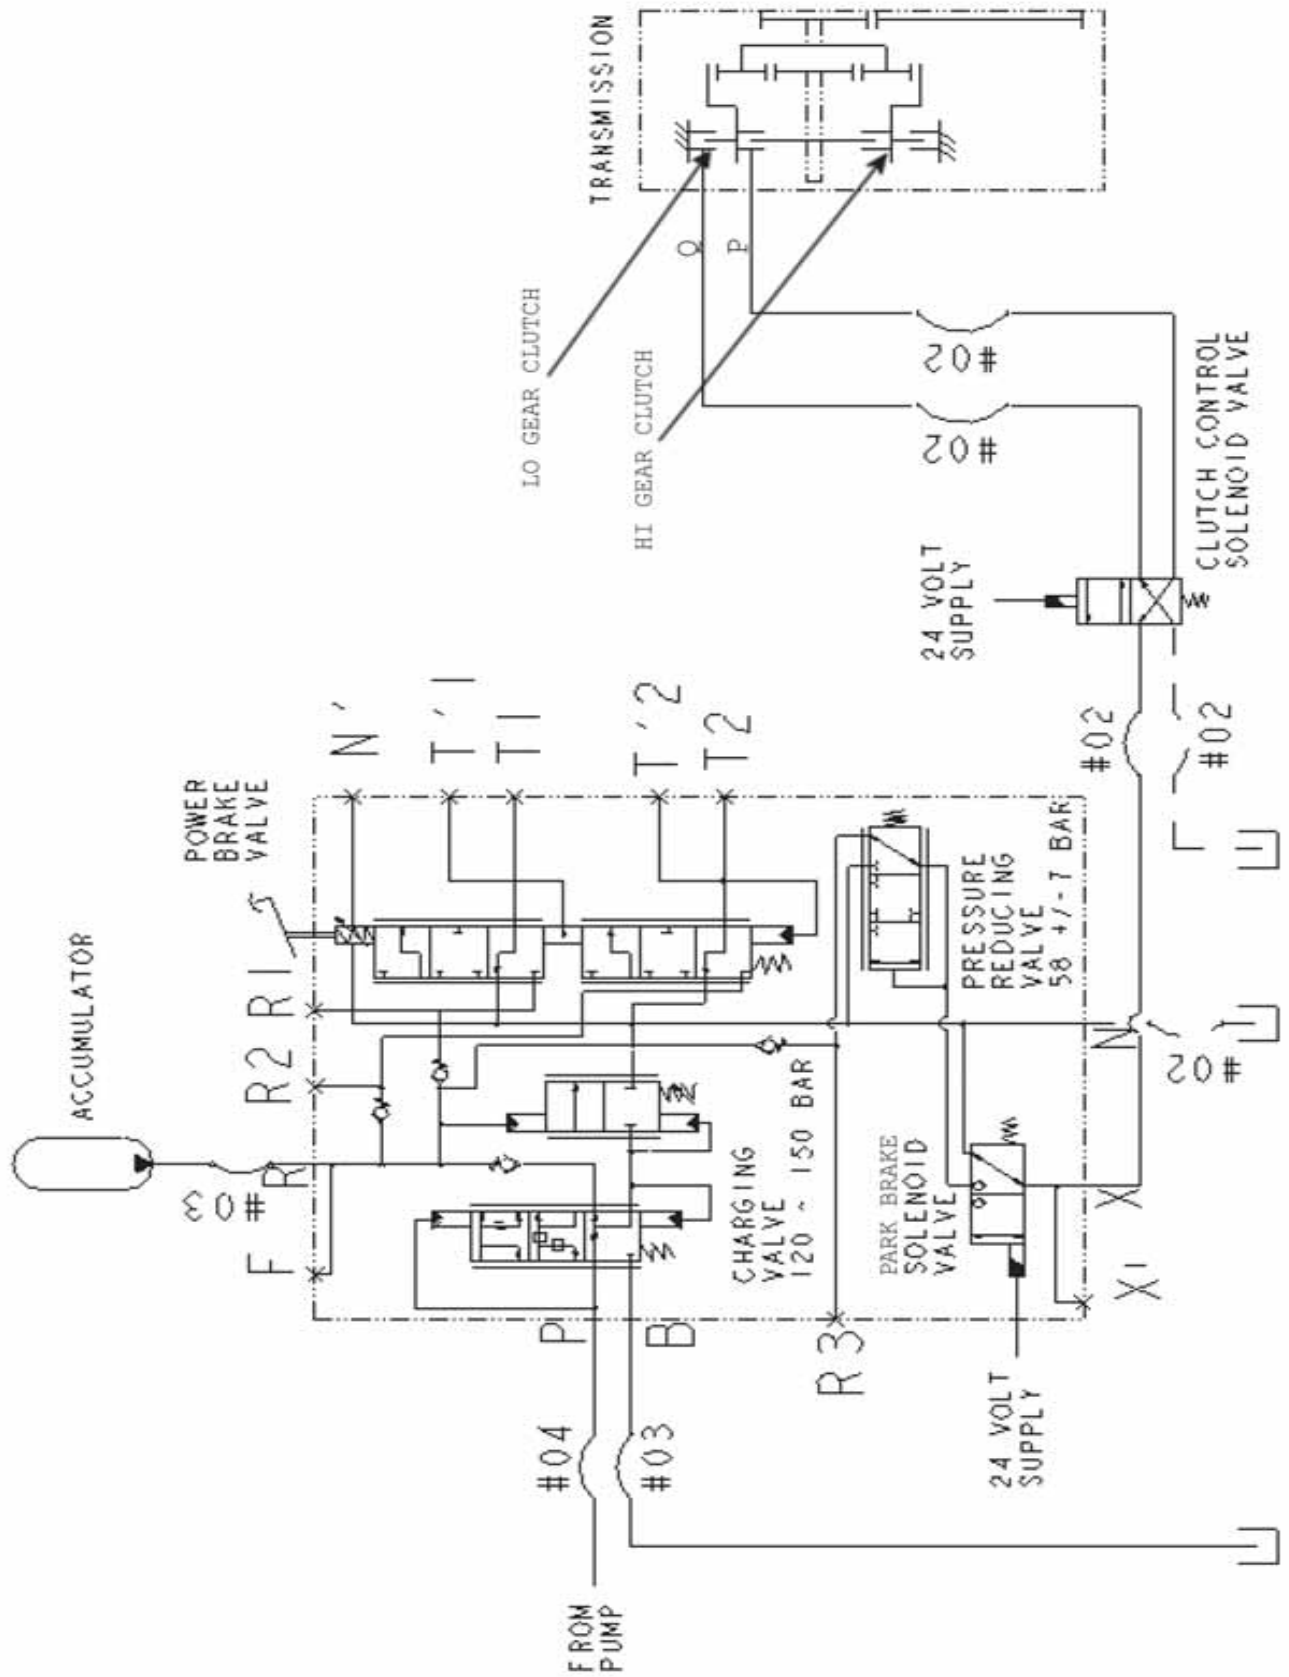 ACCUMULATOR
#03
POWER
BRAKE
VALVE
F
R
R2
R1
N'
T'1
T1
T'2
T2
FROM
PUMP
#04
#03
P
B
R3
CHARGING
VALVE
120 ~ 150 BAR
PARK BRAKE
SOLENOID
VALVE
24 VOLT
SUPPLY
PRESSURE
REDUCING
VALVE
58 +/-7 BAR
X1
X
N
#02
#02
#02
24 VOLT
SUPPLY
CLUTCH CONTROL
SOLENOID VALVE
#02
#02
LO GEAR CLUTCH
HI GEAR CLUTCH
Q
P
TRANSMISSION